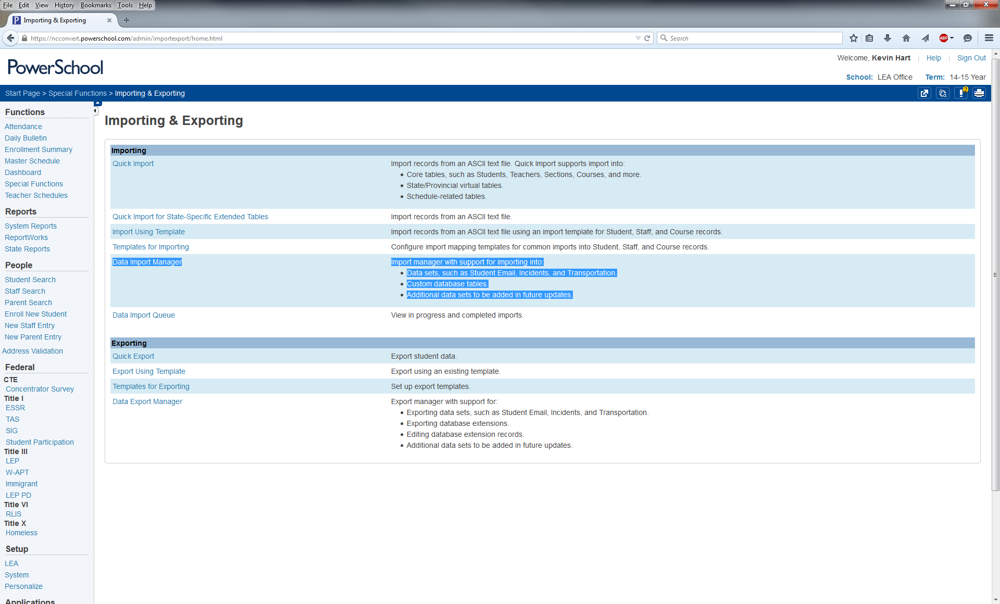 File Edit View History Bookmarks Tools Help
Importing & Exporting
https://ncconvert.powerschool.com/admin/importexport/home.html
Search
ABP
PowerSchool
Welcome, Kevin Hart | Help | Sign Out
School: LEA Office Term: 14-15 Year
Start Page > Special Functions > Importing & Exporting
2
Functions
Attendance
Daily Bulletin
Enrollment Summary
Master Schedule
Dashboard
Special Functions
Teacher Schedules
Reports
System Reports
ReportWorks
State Reports
People
Student Search
Staff Search
Parent Search
Enroll New Student
New Staff Entry
New Parent Entry
Address Validation
Federal
CTE
Concentrator Survey
Title I
ESSR
TAS
SIG
Student Participation
Title III
LEP
W-APT
Immigrant
LEP PD
Title VI
RLIS
Title X
Homeless
Setup
LEA
System
Personalize
Applications
Importing & Exporting
Importing
Quick Import
Import records from an ASCII text file. Quick Import supports import into:
• Core tables, such as Students, Teachers, Sections, Courses, and more.
• State/Provincial virtual tables.
• Schedule-related tables.
Quick Import for State-Specific Extended Tables
Import records from an ASCII text file.
Import Using Template
Import records from an ASCII text file using an import template for Student, Staff, and Course records.
Templates for Importing
Configure import mapping templates for common imports into Student, Staff, and Course records.
Data Import Manager
Import manager with support for importing into:
• Data sets, such as Student Email, Incidents, and Transportation.
• Custom database tables.
• Additional data sets to be added in future updates.
Data Import Queue
View in progress and completed imports.
Exporting
Quick Export
Export student data.
Export Using Template
Export using an existing template.
Templates for Exporting
Set up export templates.
Data Export Manager
Export manager with support for:
• Exporting data sets, such as Student Email, Incidents, and Transportation.
• Exporting database extensions.
• Editing database extension records.
• Additional data sets to be added in future updates.